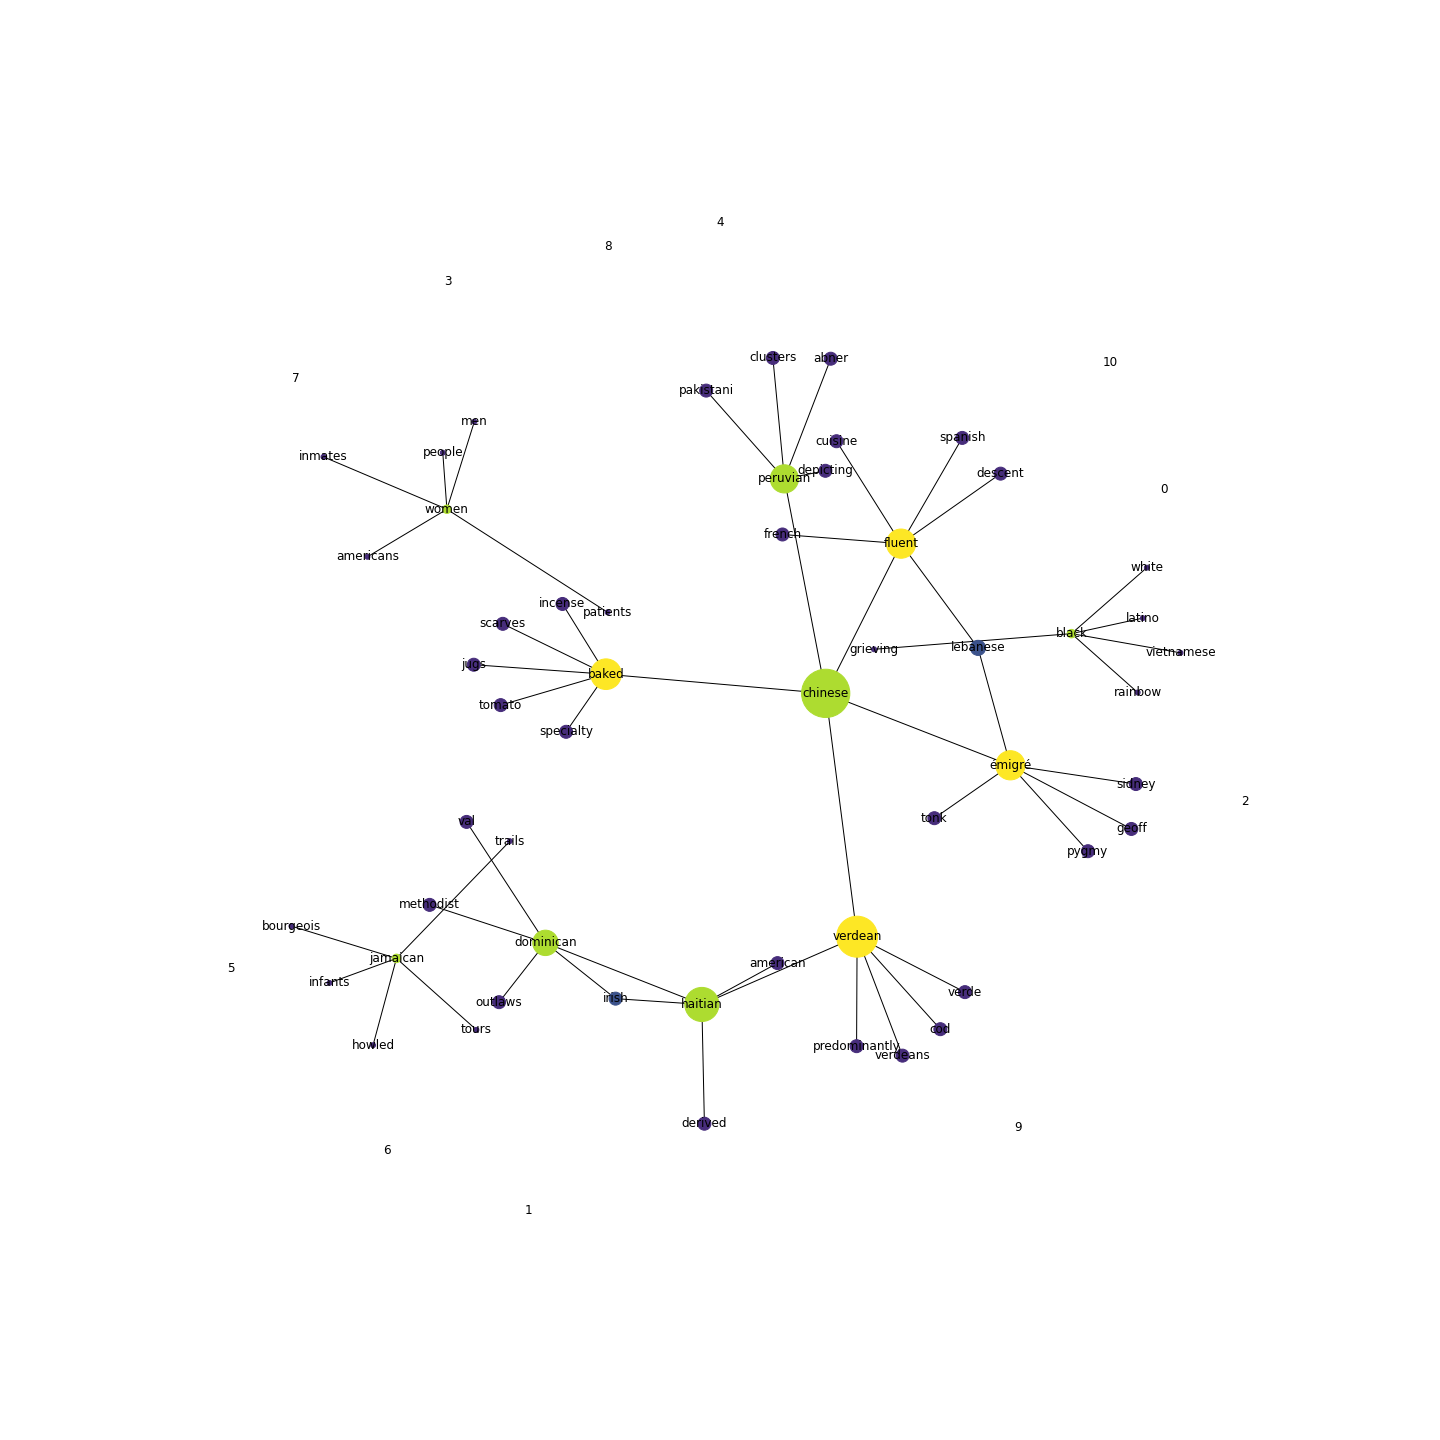 4
8
3
clusters
abner
10
7
pakistani
men
cuisine
spanish
people
inmates
depicting
descent
peruvian
0
women
french
fluent
americans
white
incense
patients
latino
scarves
black
grieving
lebanese
vietnamese
jugs
baked
chinese
rainbow
tomato
specialty
émigré
sidney
2
tonk
val
geoff
trails
pygmy
methodist
bourgeois
verdean
dominican
jamaican
american
5
infants
verde
outlaws
irish
haitian
tours
cod
howled
predominantly
verdeans
derived
9
6
1